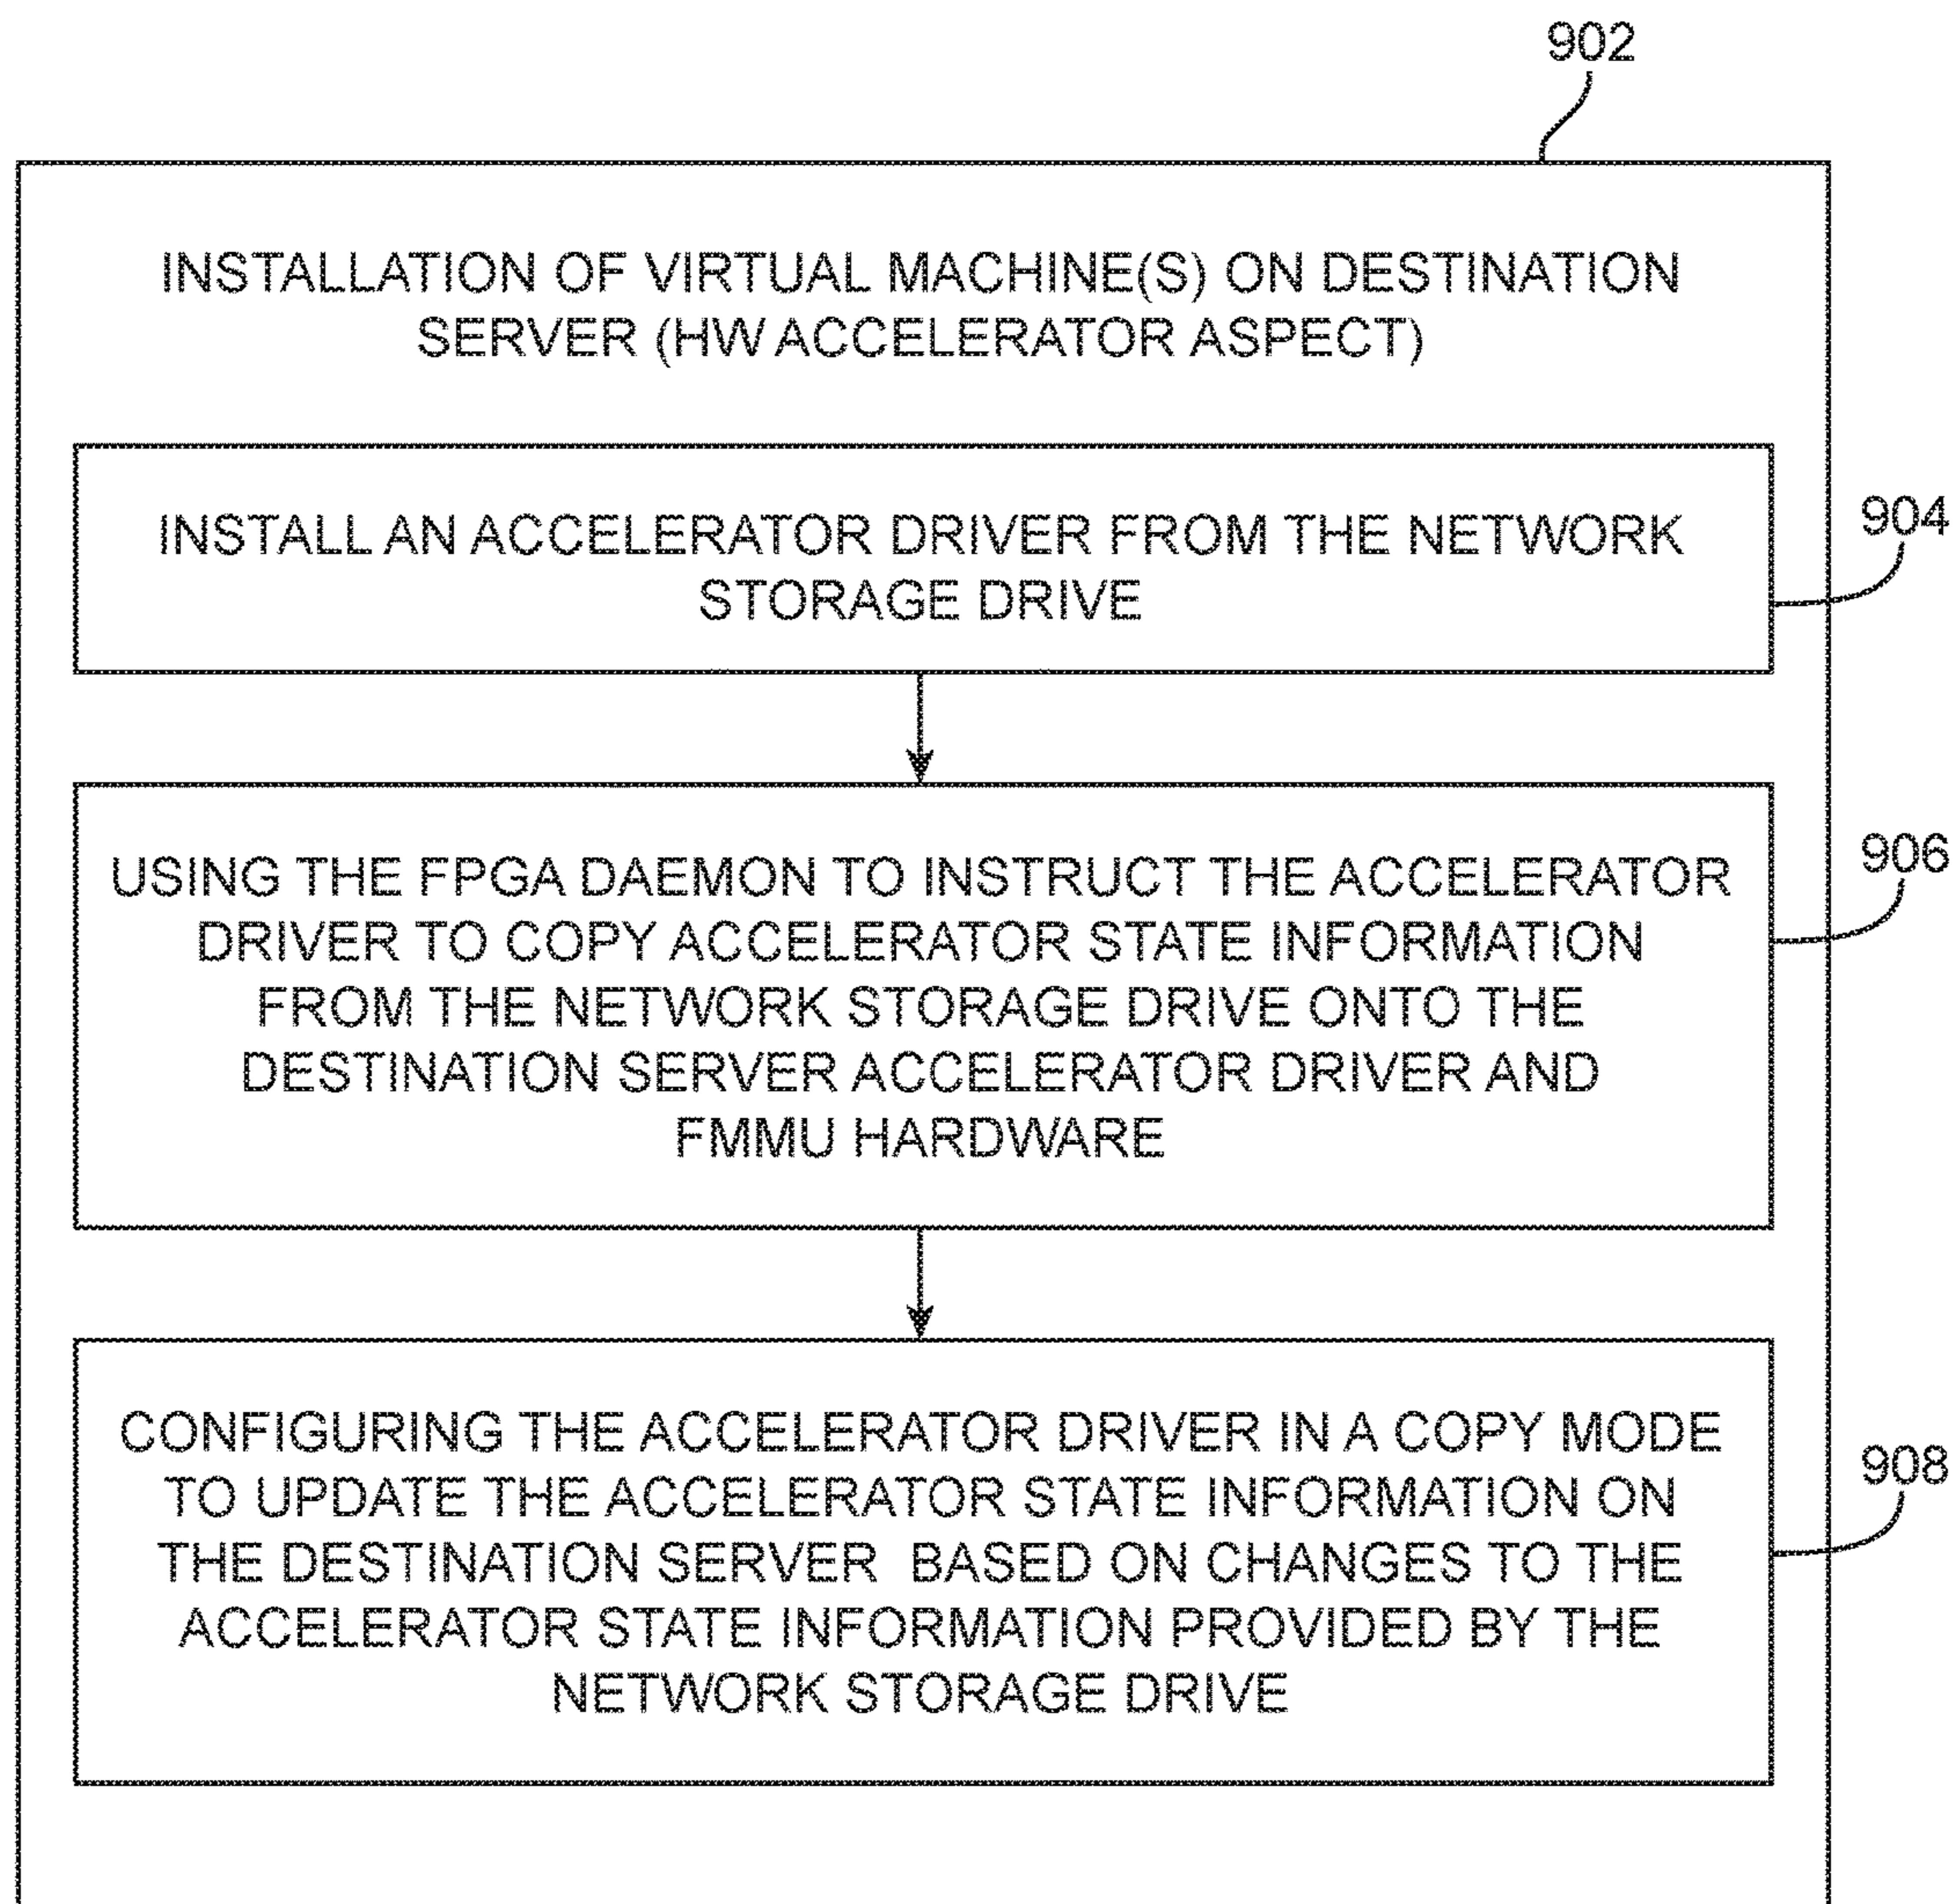 902
INSTALLATION OF VIRTUAL MACHINE(S) ON DESTINATION
SERVER (HW ACCELERATOR ASPECT)
INSTALL AN ACCELERATOR DRIVER FROM THE NETWORK
STORAGE DRIVE
904
USING THE FPGA DAEMON TO INSTRUCT THE ACCELERATOR
DRIVER TO COPY ACCELERATOR STATE INFORMATION
FROM THE NETWORK STORAGE DRIVE ONTO THE
DESTINATION SERVER ACCELERATOR DRIVER AND
FMMU HARDWARE
906
CONFIGURING THE ACCELERATOR DRIVER IN A COPY MODE
TO UPDATE THE ACCELERATOR STATE INFORMATION ON
THE DESTINATION SERVER BASED ON CHANGES TO THE
ACCELERATOR STATE INFORMATION PROVIDED BY THE
NETWORK STORAGE DRIVE
908